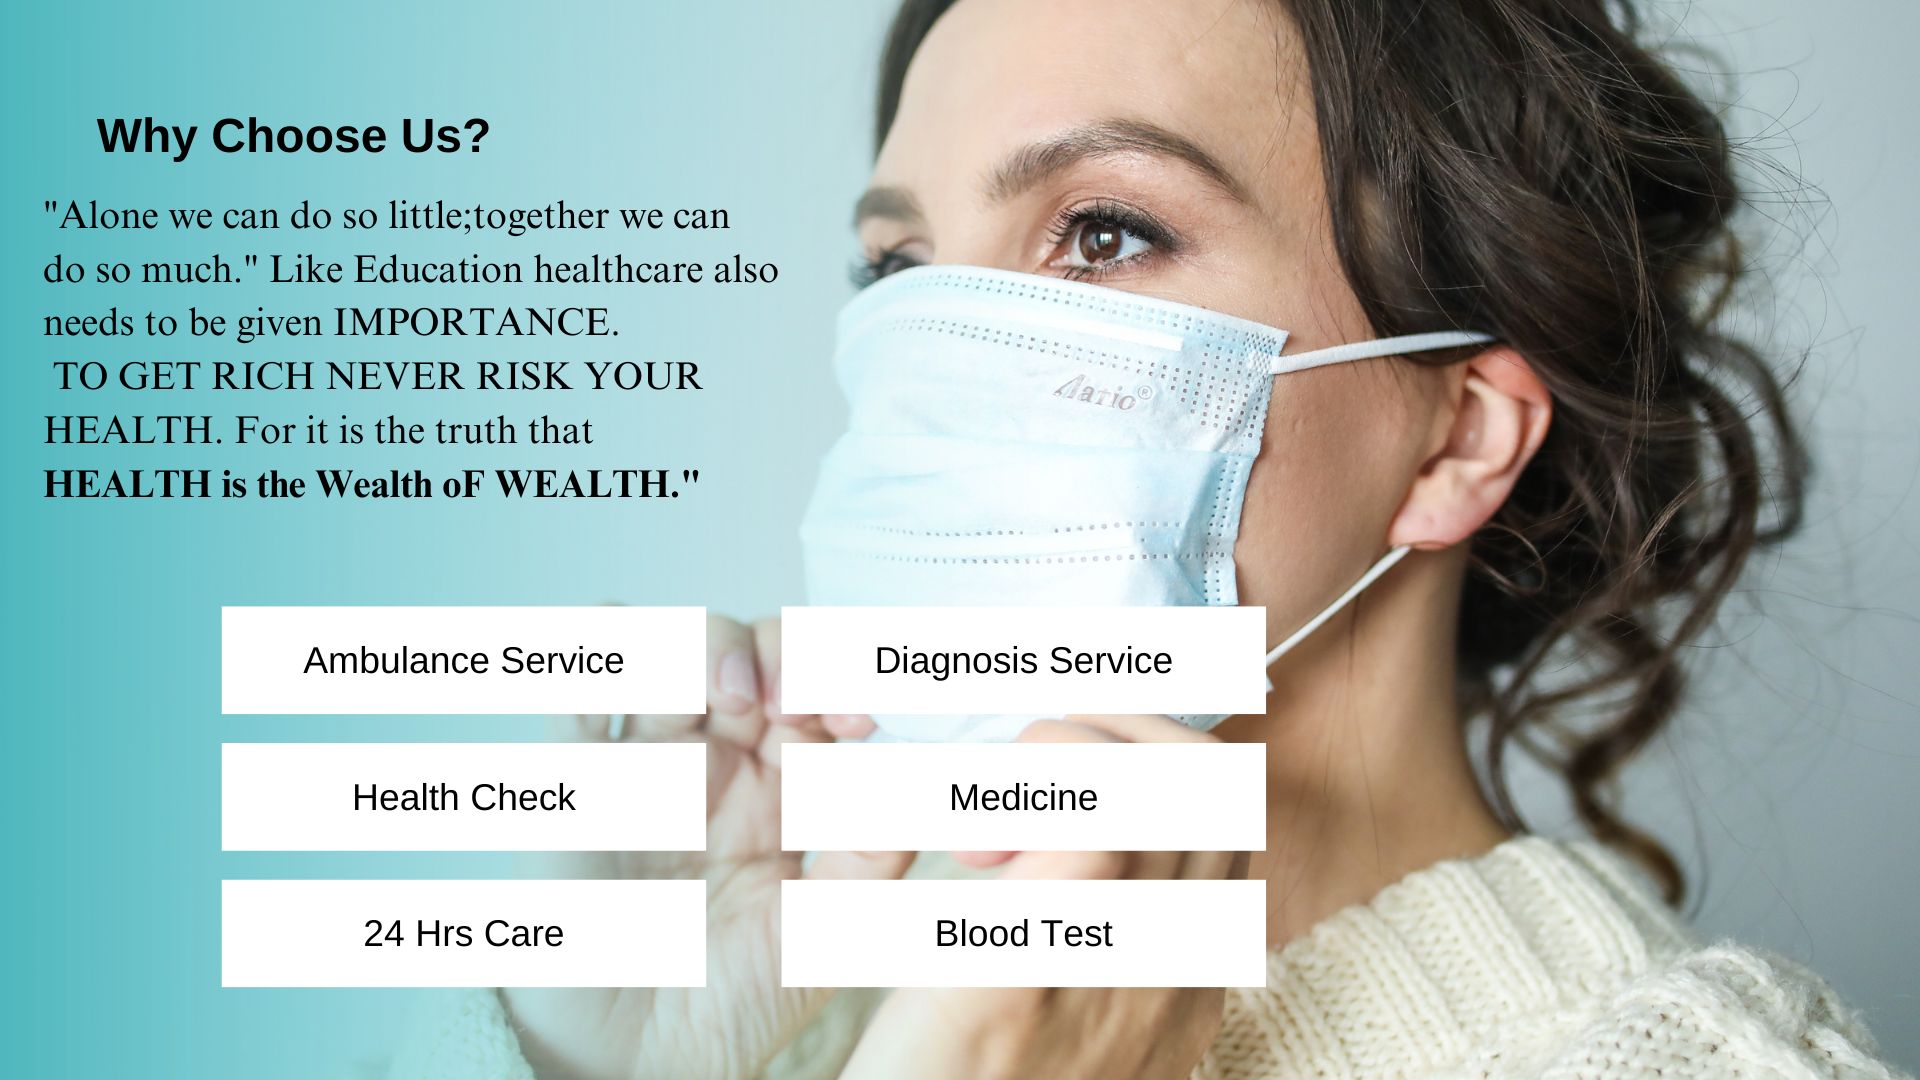 Why Choose Us?
"Alone we can do so little;together we can
do so much." Like Education healthcare also
needs to be given IMPORTANCE.
TO GET RICH NEVER RISK YOUR
HEALTH. For it is the truth that
HEALTH is the Wealth oF WEALTH."
Ambulance Service
Diagnosis Service
Health Check
Medicine
24 Hrs Care
Blood Test